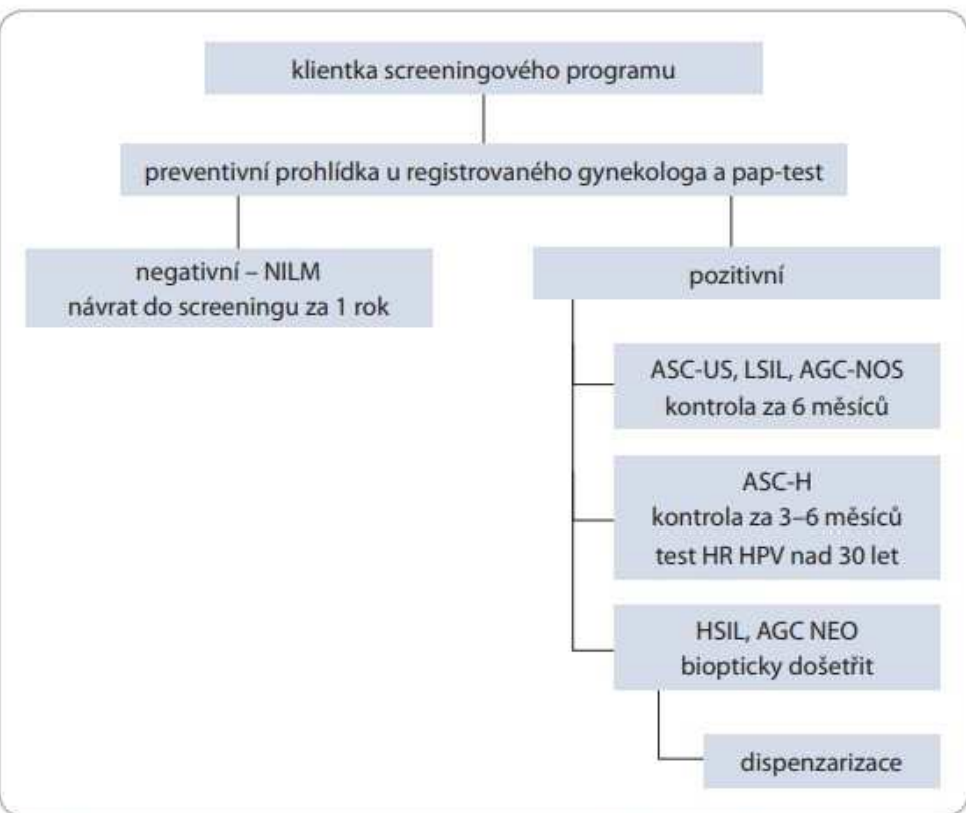 klientka screeningového programu
preventivní prohlídka u registrovaného gynekologa a pap-test
negativní – NILM
návrat do screeningu za 1 rok
pozitivní
ASC-US, LSIL, AGC-NOS
kontrola za 6 měsíců
ASC-H
kontrola za 3–6 měsíců
test HR HPV nad 30 let
HSIL, AGC NEO
biopticky došetřit
dispenzarizace